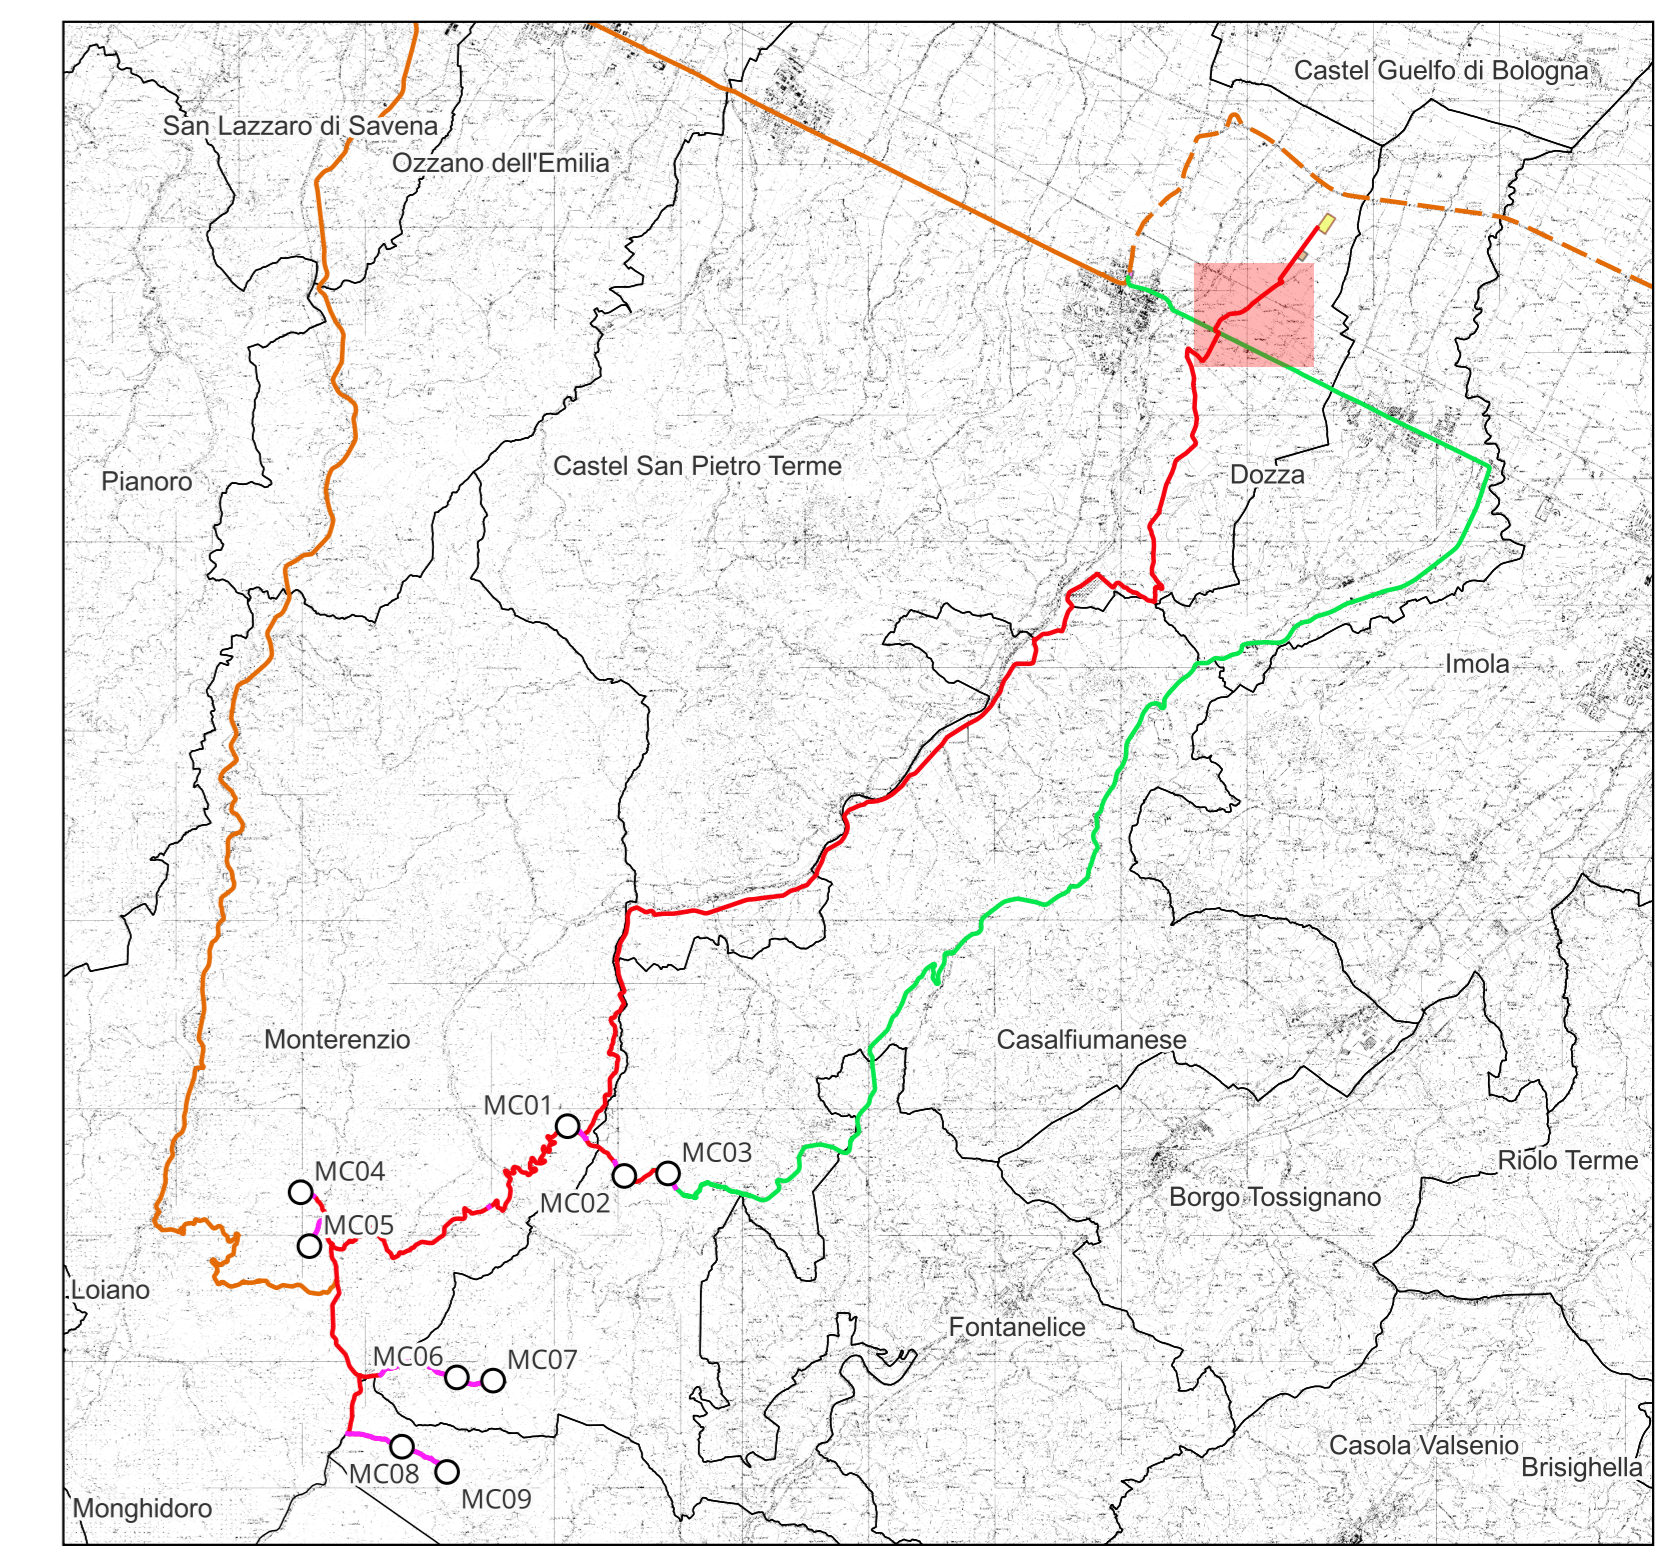 Castel Guelfo di Bologna
San Lazzaro di Savena
Ozzano dell'Emilia
Castel San Pietro Terme
Pianoro
Dozza
Imola
Monterenzio
Casalfiumanese
MC01
MC03
MC04
Riolo Terme
MC02
Borgo Tossignano
MC05
Loiano
Fontanelice
MC06
MC07
Casola Valsenio
Brisighella
MC08
MC09
Monghidoro